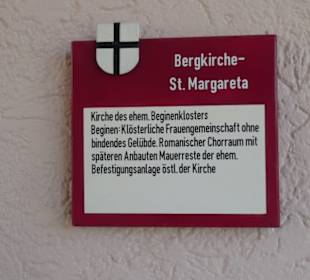 Bergkirche-
St. Margareta
Kirche des ehem. Beginenklosters
Beginen-Klösterliche Frauengemeinschaft ohne
bindendes Gelübde. Romanischer Chorraum mit
späteren Anbauten Mauerreste der ehem.
Befestigungsanlage östl. der Kirche